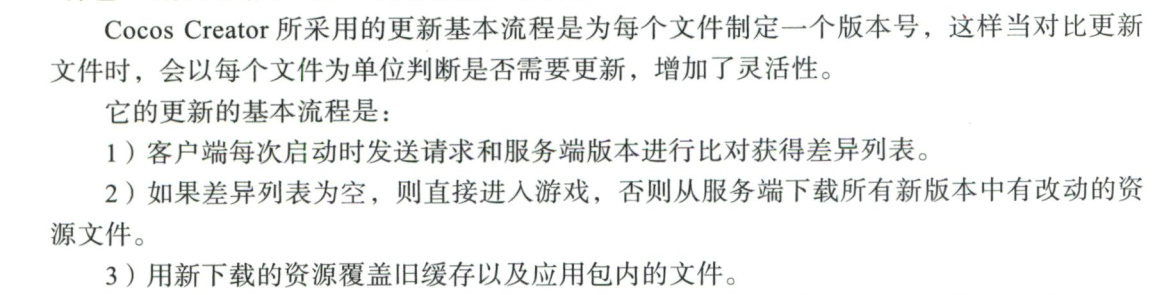 Cocos Creator 所采用的更新基本流程是为每个文件制定一个版本号，这样当对比更新
文件时，会以每个文件为单位判断是否需要更新，增加了灵活性。
它的更新的基本流程是：
1）客户端每次启动时发送请求和服务端版本进行比对获得差异列表。
2）如果差异列表为空，则直接进入游戏，否则从服务端下载所有新版本中有改动的资
源文件。
3）用新下载的资源覆盖旧缓存以及应用包内的文件。